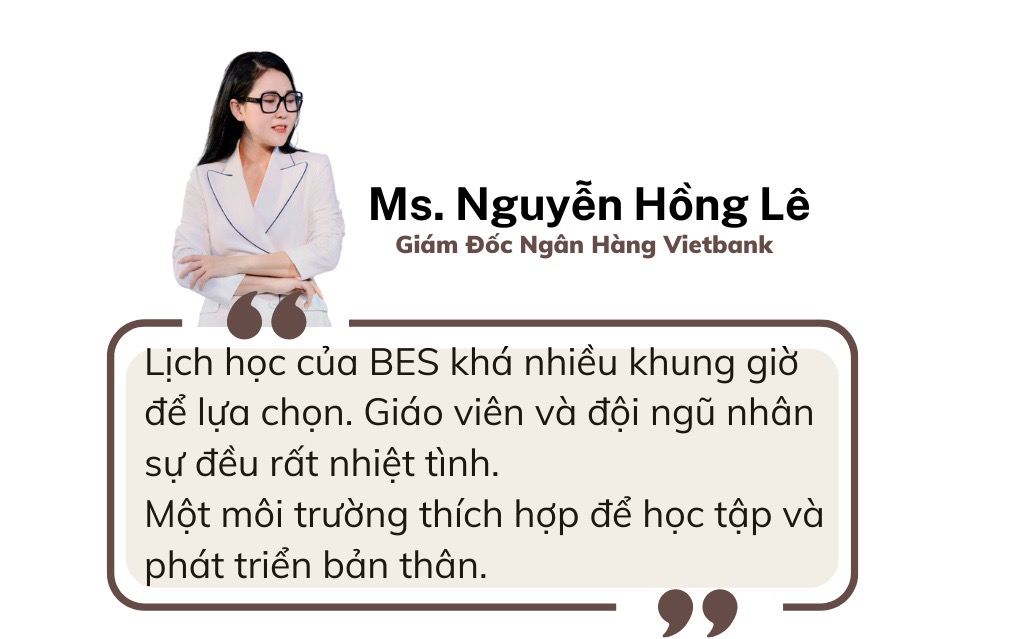 Ms. Nguyễn Hồng Lê
Giám Đốc Ngân Hàng Vietbank
Lịch học của BES khá nhiều khung giờ
để lựa chọn. Giáo viên và đội ngũ nhân
sự đều rất nhiệt tình.
Một môi trường thích hợp để học tập và
phát triển bản thân.